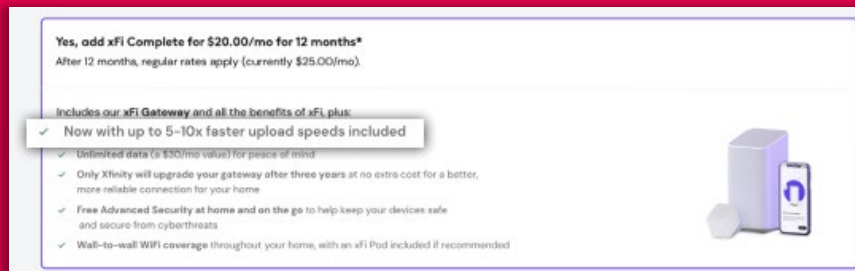 Yes, add xFi Complete for $20.00/mo for 12 months*
After 12 months, regular rates apply (currently $25.00/mo).
Includes our xFi Gateway and all the benefits of xFi, plus:
✓ Now with up to 5-10x faster upload speeds included
✓ Unlimited data (a $30/mo value) for peace of mind
✓ Only Xfinity will upgrade your gateway after three years at no extra cost for a better,
more reliable connection for your home
✓ Free Advanced Security at home and on the go to help keep your devices safe
and secure from cyberthreats
✓ Wall-to-wall WiFi coverage throughout your home, with an xFi Pod included if recommended